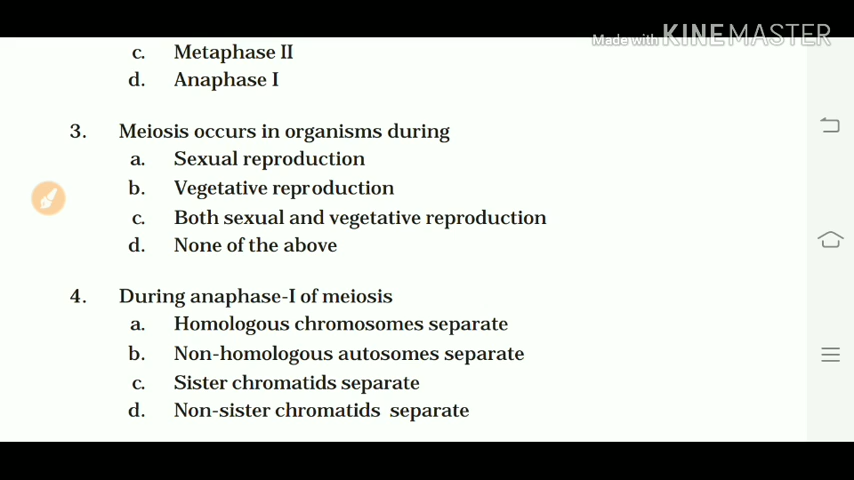 Made with KINEMASTER
c. Metaphase II
d. Anaphase I
3. Meiosis occurs in organisms during
a. Sexual reproduction
b. Vegetative reproduction
c. Both sexual and vegetative reproduction
d. None of the above
4. During anaphase-I of meiosis
a. Homologous chromosomes separate
b. Non-homologous autosomes separate
c. Sister chromatids separate
d. Non-sister chromatids separate